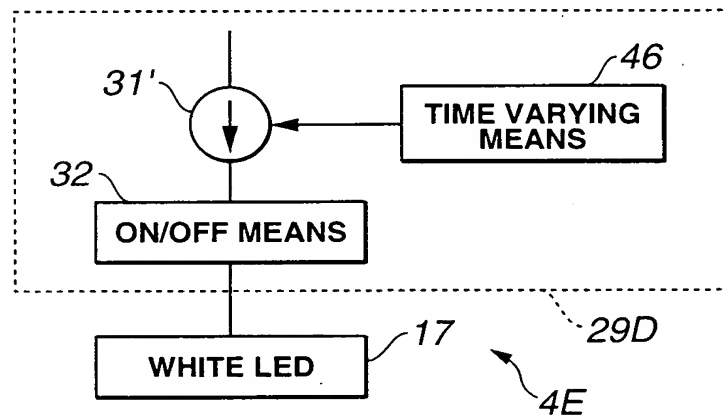 31'
46
TIME VARYING
MEANS
32
ON/OFF MEANS
29D
17
WHITE LED
4E